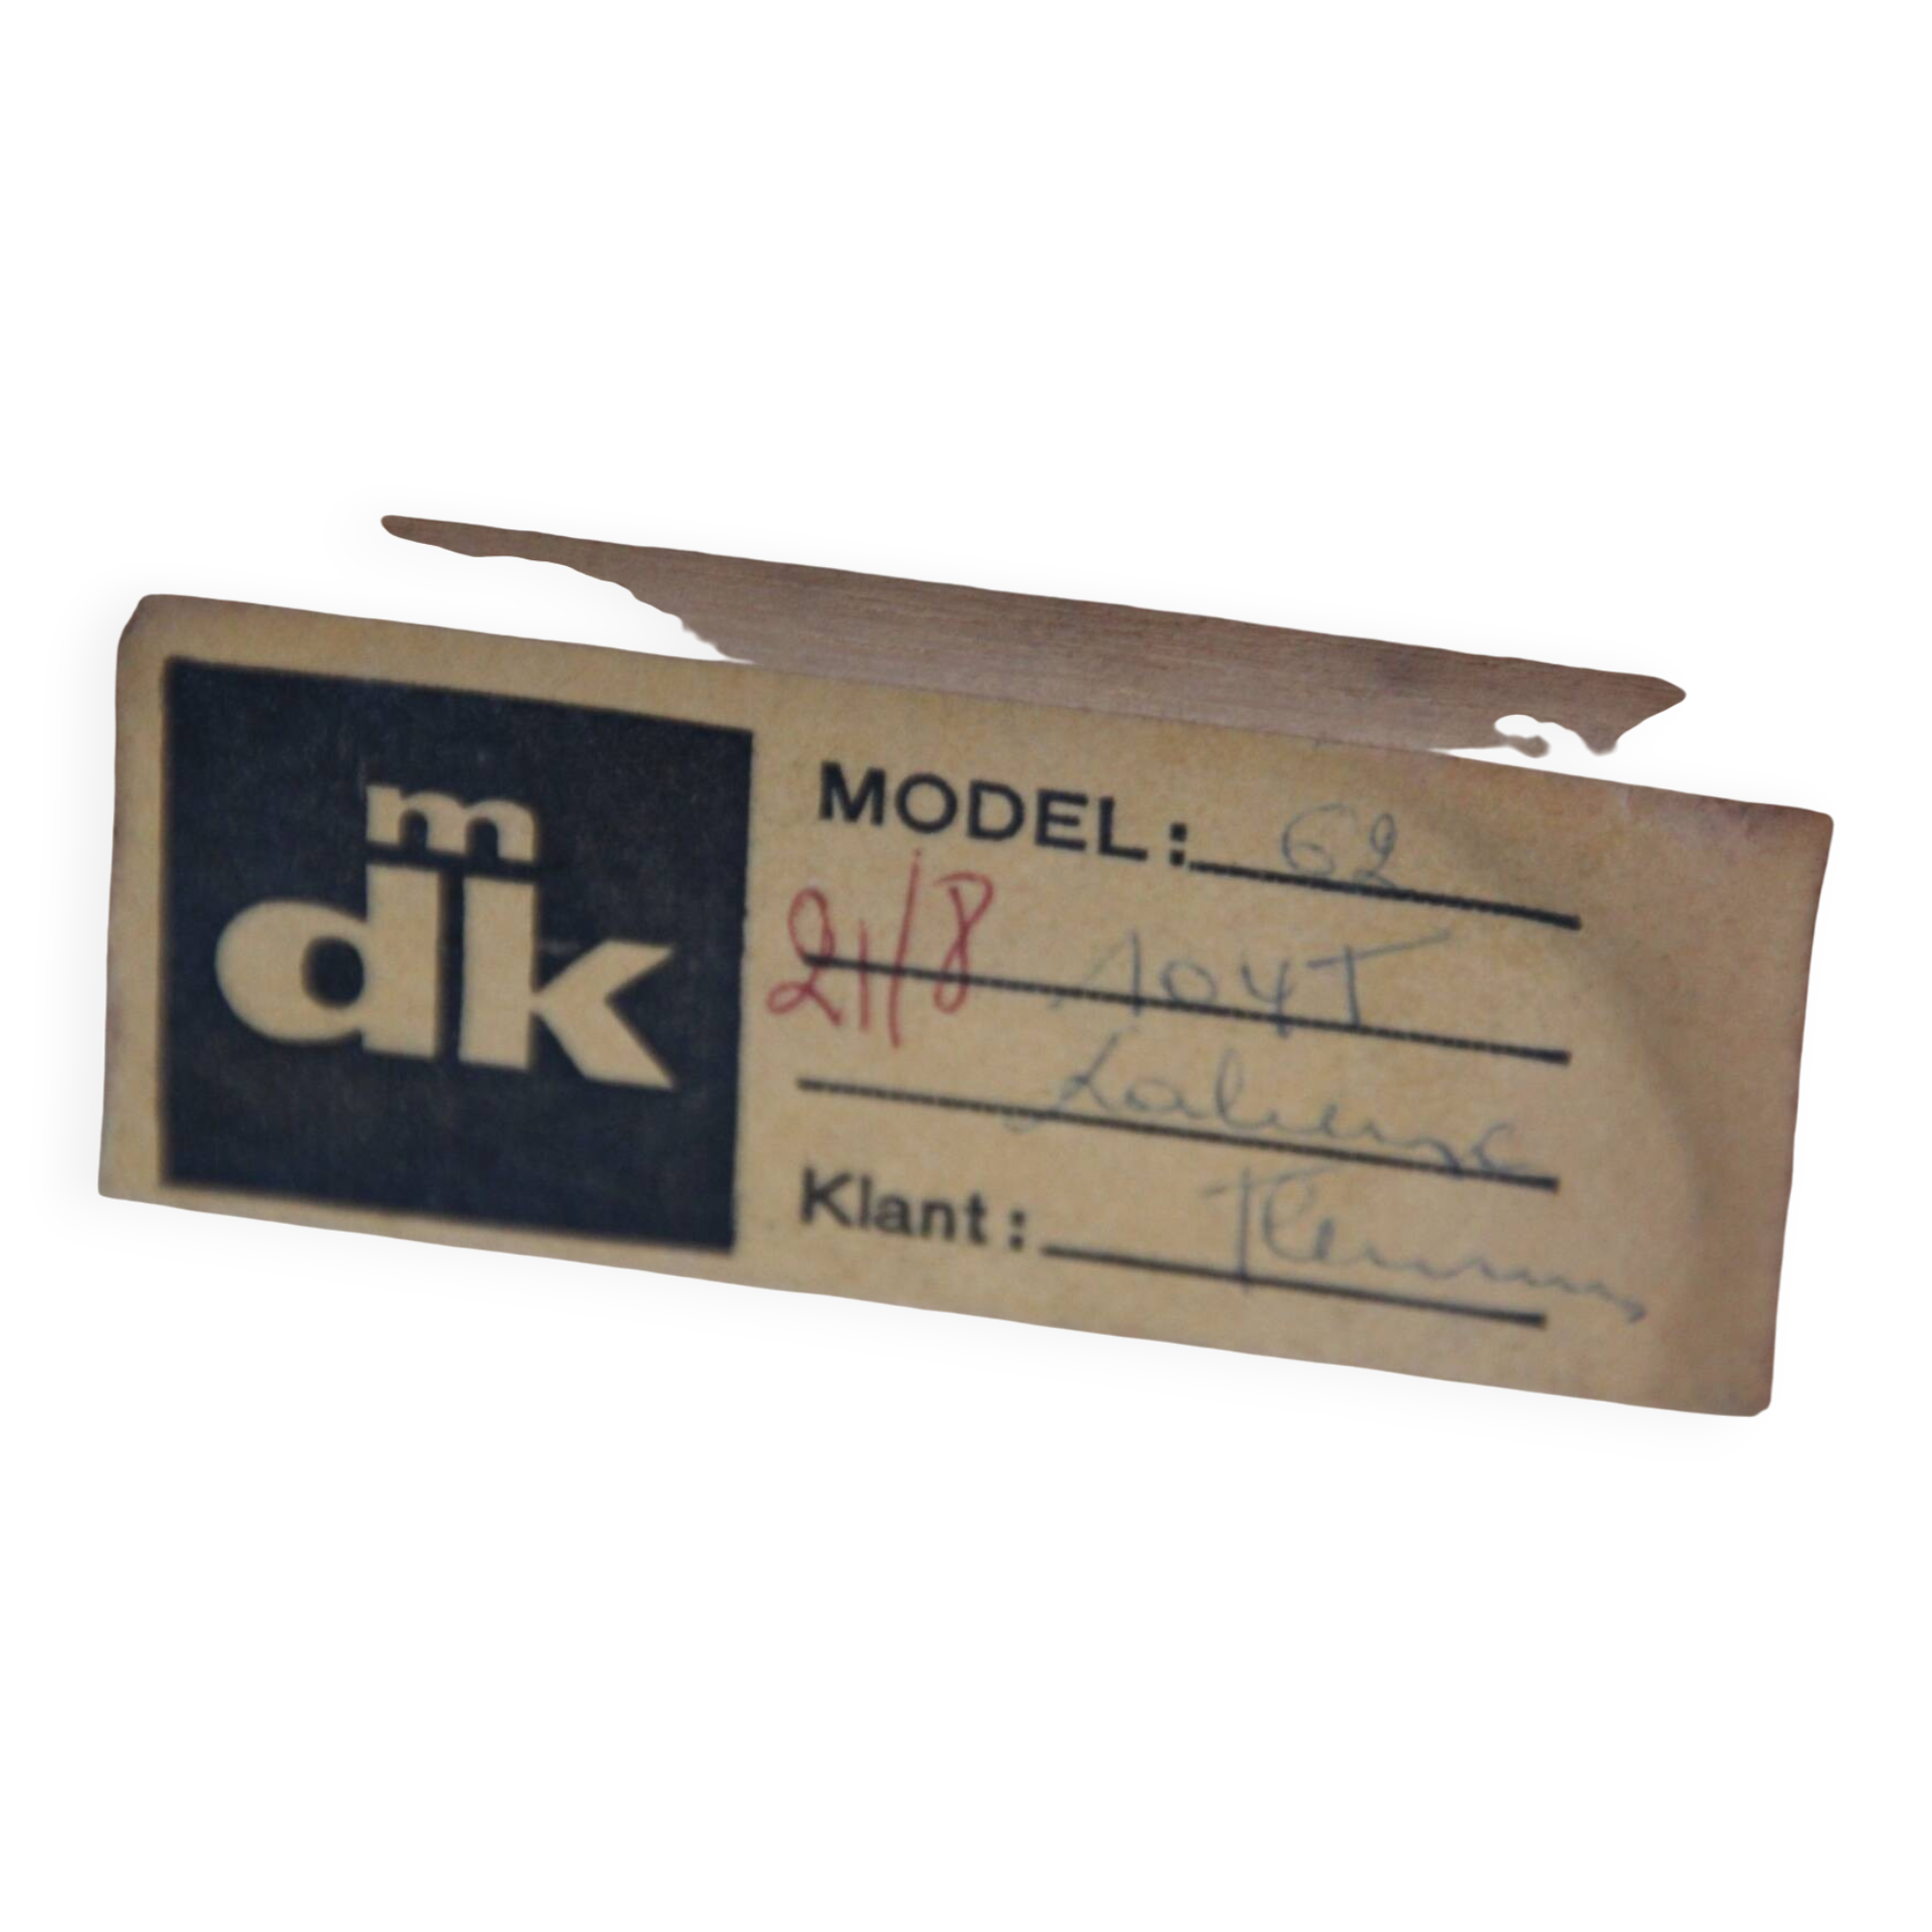 m
dk
MODEL: 62
21/8 104T
Klant: